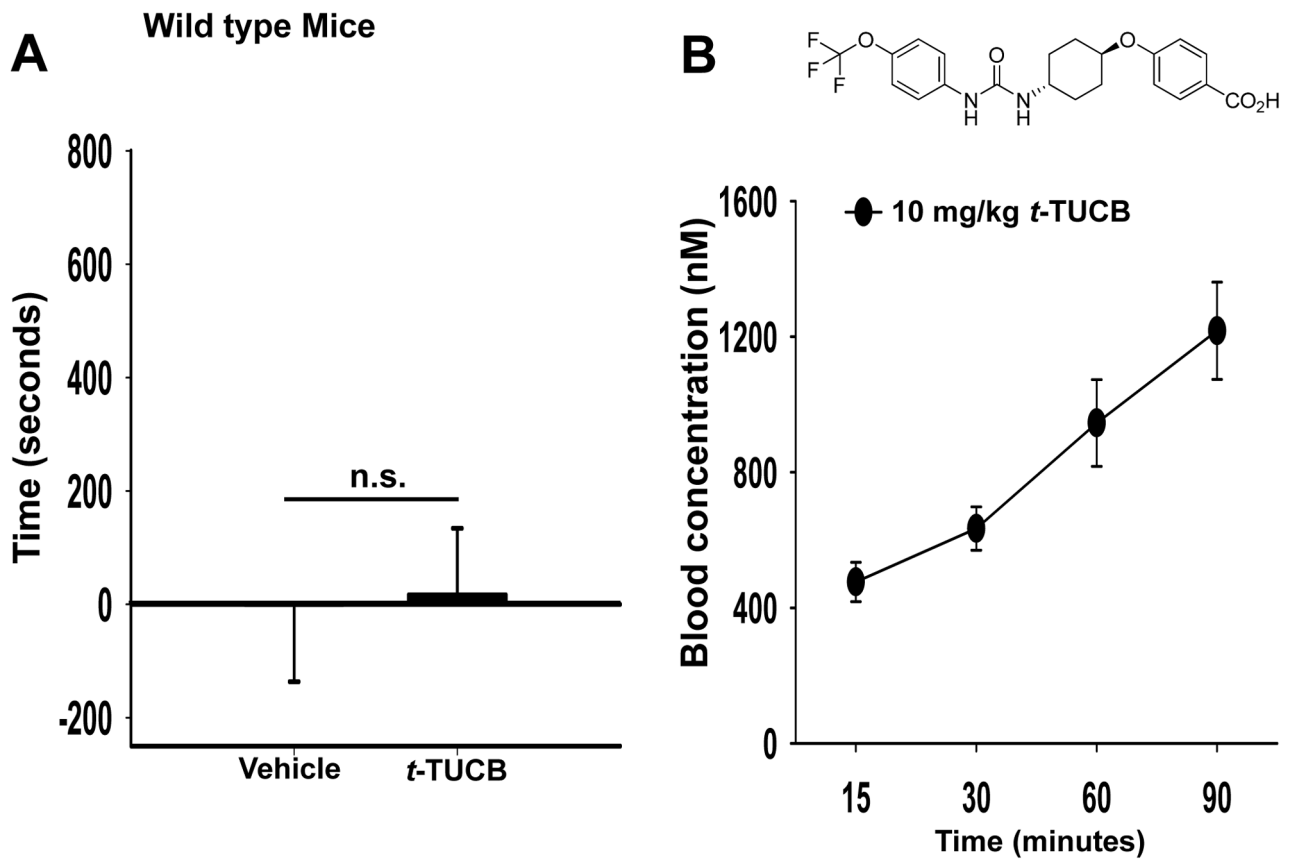 A
Wild type Mice
800
600
400
200
0
-200
Time (seconds)
n.s.
Vehicle
t-TUCB
B
F
F
F
O
O
N
H
N
H
O
CO₂H
10 mg/kg t-TUCB
1600
1200
800
400
0
Blood concentration (nM)
15
30
60
90
Time (minutes)